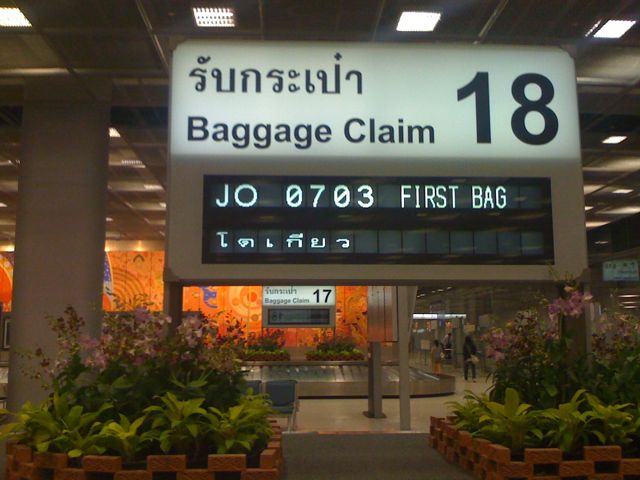 รับกระเป๋า
Baggage Claim 18
JO 0703 FIRST BAG
โตเกียว
รับกระเป๋า
Baggage Claim 17